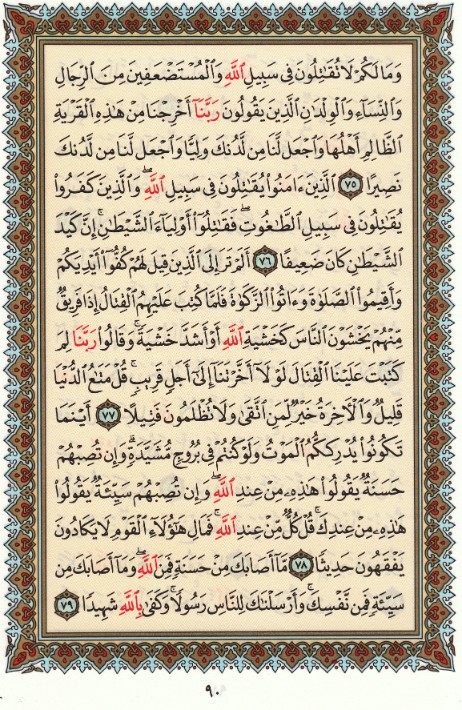 وَمَا لَكُمْ لَا تُقَٰتِلُونَ فِى سَبِيلِ ٱللَّهِ وَٱلْمُسْتَضْعَفِينَ مِنَ ٱلرِّجَالِ
وَٱلنِّسَآءِ وَٱلْوِلْدَٰنِ ٱلَّذِينَ يَقُولُونَ رَبَّنَآ أَخْرِجْنَا مِنْ هَٰذِهِ ٱلْقَرْيَةِ
ٱلظَّالِمِ أَهْلُهَا وَٱجْعَل لَّنَا مِن لَّدُنكَ وَلِيًّا وَٱجْعَل لَّنَا مِن لَّدُنكَ
نَصِيرًا ٧٥ ٱلَّذِينَ ءَامَنُوا۟ يُقَٰتِلُونَ فِى سَبِيلِ ٱللَّهِ ۖ وَٱلَّذِينَ كَفَرُوا۟
يُقَٰتِلُونَ فِى سَبِيلِ ٱلطَّٰغُوتِ فَقَٰتِلُوٓا۟ أَوْلِيَآءَ ٱلشَّيْطَٰنِ ۖ إِنَّ كَيْدَ
ٱلشَّيْطَٰنِ كَانَ ضَعِيفًا ٧٦ أَلَمْ تَرَ إِلَى ٱلَّذِينَ قِيلَ لَهُمْ كُفُّوٓا۟ أَيْدِيَكُمْ
وَأَقِيمُوا۟ ٱلصَّلَوٰةَ وَءَاتُوا۟ ٱلزَّكَوٰةَ فَلَمَّا كُتِبَ عَلَيْهِمُ ٱلْقِتَالُ إِذَا فَرِيقٌ
مِّنْهُمْ يَخْشَوْنَ ٱلنَّاسَ كَخَشْيَةِ ٱللَّهِ أَوْ أَشَدَّ خَشْيَةً ۚ وَقَالُوا۟ رَبَّنَا لِمَ
كَتَبْتَ عَلَيْنَا ٱلْقِتَالَ لَوْلَآ أَخَّرْتَنَآ إِلَىٰٓ أَجَلٍ قَرِيبٍ ۗ قُلْ مَتَٰعُ ٱلدُّنْيَا
قَلِيلٌ وَٱلْءَاخِرَةُ خَيْرٌ لِّمَنِ ٱتَّقَىٰ وَلَا تُظْلَمُونَ فَتِيلًا ٧٧ أَيْنَمَا
تَكُونُوا۟ يُدْرِككُّمُ ٱلْمَوْتُ وَلَوْ كُنتُمْ فِى بُرُوجٍ مُّشَيَّدَةٍ ۗ وَإِن تُصِبْهُمْ
حَسَنَةٌ يَقُولُوا۟ هَٰذِهِۦ مِنْ عِندِ ٱللَّهِ ۖ وَإِن تُصِبْهُمْ سَيِّئَةٌ يَقُولُوا۟
هَٰذِهِۦ مِنْ عِندِكَ ۚ قُلْ كُلٌّ مِّنْ عِندِ ٱللَّهِ ۖ فَمَالِ هَٰٓؤُلَآءِ ٱلْقَوْمِ لَا يَكَادُونَ
يَفْقَهُونَ حَدِيثًا ٧٨ مَّآ أَصَابَكَ مِنْ حَسَنَةٍ فَمِنَ ٱللَّهِ ۖ وَمَآ أَصَابَكَ مِن
سَيِّئَةٍ فَمِن نَّفْسِكَ ۚ وَأَرْسَلْنَٰكَ لِلنَّاسِ رَسُولًا ۚ وَكَفَىٰ بِٱللَّهِ شَهِيدًا ٧٩
٩٠